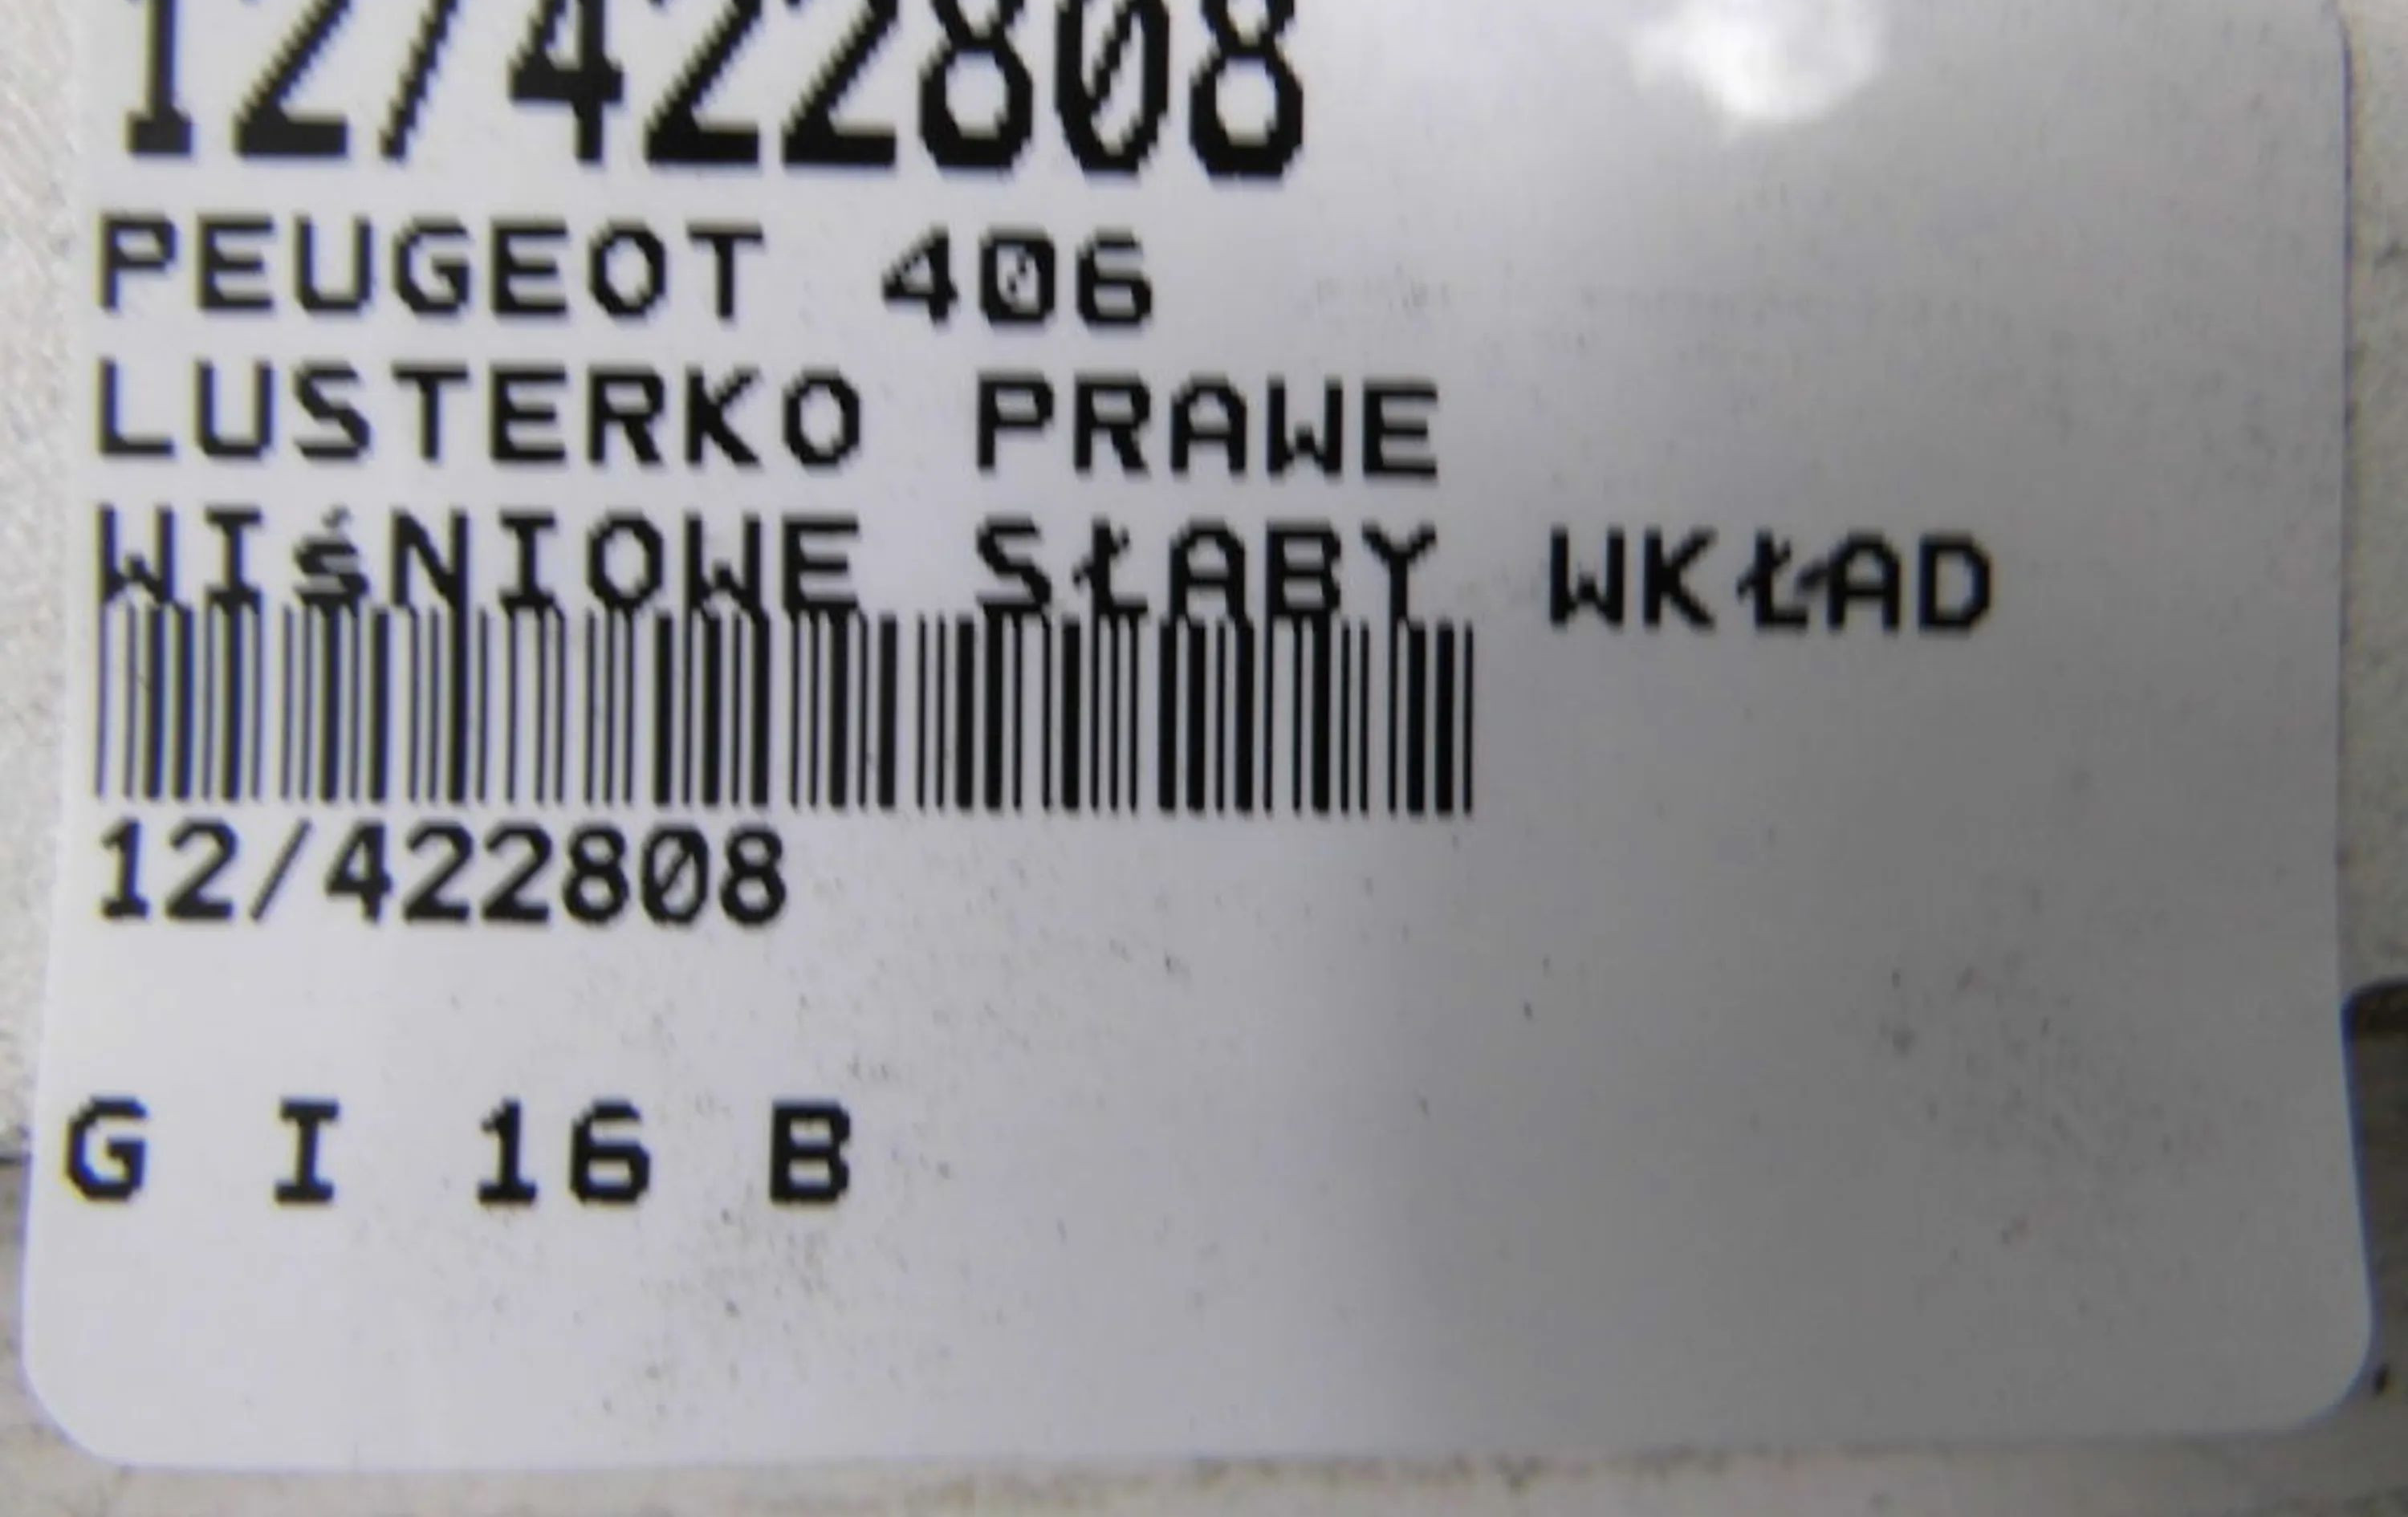 12/422808
PEUGEOT 406
LUSTERKO PRAWE
WIśNIOWE SŁABY WKŁAD
12/422808
G I 16 B